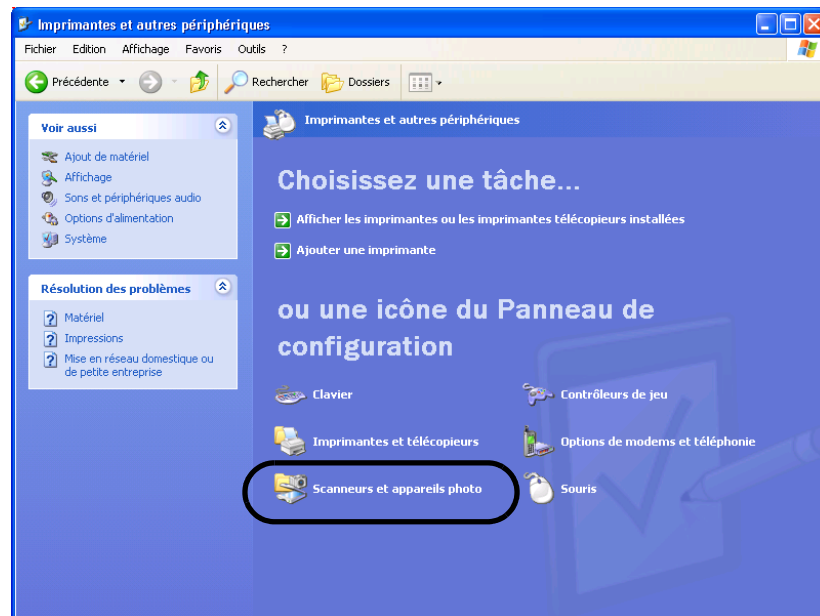 Imprimantes et autres périphériques
Fichier Edition Affichage Favoris Outils ?
Précédente Rechercher Dossiers
Voir aussi
Ajout de matériel
Affichage
Sons et périphériques audio
Options d'alimentation
Système
Résolution des problèmes
Matériel
Impressions
Mise en réseau domestique ou
de petite entreprise
Imprimantes et autres périphériques
Choisissez une tâche...
Afficher les imprimantes ou les imprimantes télécopieurs installées
Ajouter une imprimante
ou une icône du Panneau de
configuration
Clavier Contrôleurs de jeu
Imprimantes et télécopieurs Options de modems et téléphonie
Scanneurs et appareils photo Souris